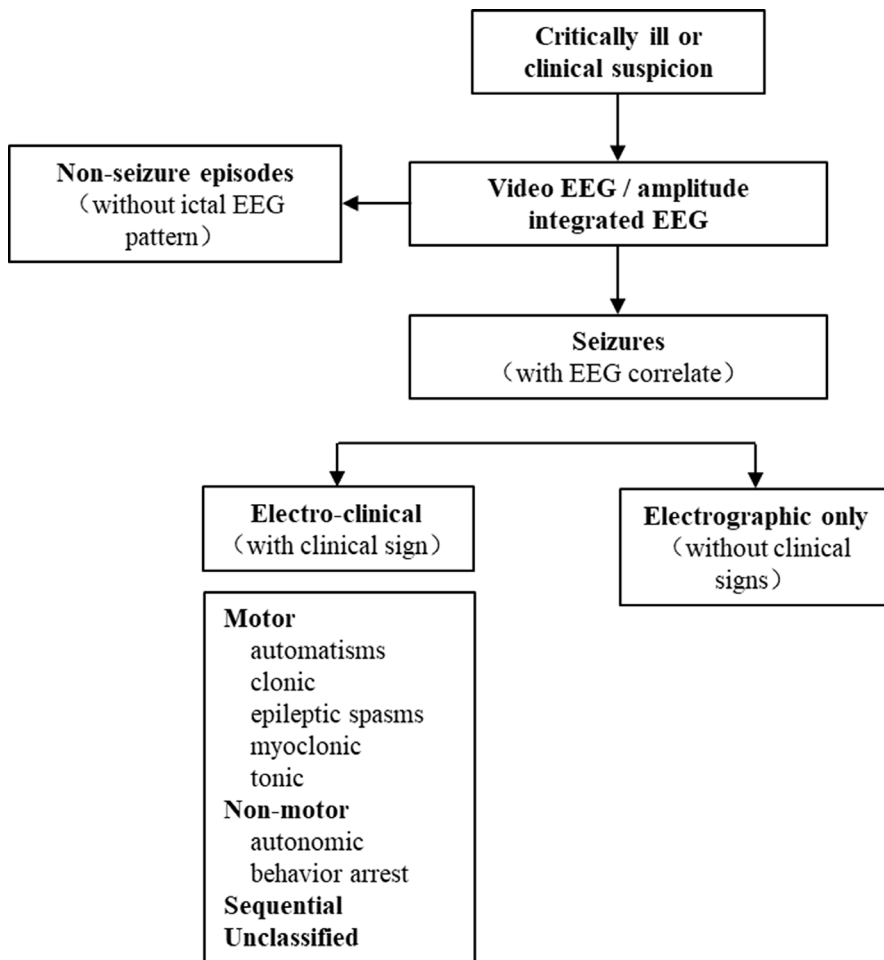 Critically ill or
clinical suspicion
Non-seizure episodes
（without ictal EEG
pattern）
Video EEG / amplitude
integrated EEG
Seizures
（with EEG correlate）
Electro-clinical
（with clinical sign）
Electrographic only
（without clinical
signs）
Motor
automatisms
clonic
epileptic spasms
myoclonic
tonic
Non-motor
autonomic
behavior arrest
Sequential
Unclassified